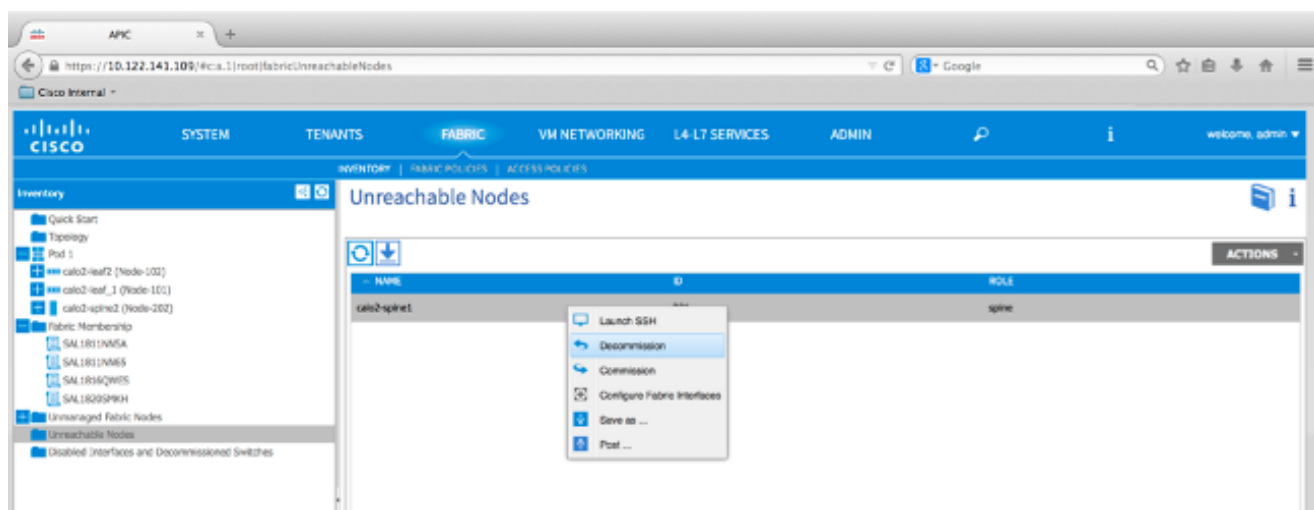 APIC
https://10.122.141.109/#c:a.1|root|fabricUnreachableNodes
Google
Cisco Internal
CISCO
SYSTEM
TENANTS
FABRIC
VM NETWORKING
L4-L7 SERVICES
ADMIN
i
welcome, admin
INVENTORY | FABRIC POLICIES | ACCESS POLICIES
Inventory
Quick Start
Topology
Pod 1
calo2-leaf2 (Node-102)
calo2-leaf_1 (Node-101)
calo2-spine2 (Node-202)
Fabric Membership
SAL1811NN5A
SAL1816QWES
Unmanaged Fabric Nodes
Unreachable Nodes
Disabled Interfaces and Decommissioned Switches
Unreachable Nodes
i
ACTIONS
NAME
ID
ROLE
calo2-spine1
spine
Launch SSH
Decommission
Commission
Configure Fabric Interfaces
Save as ...
Post ...